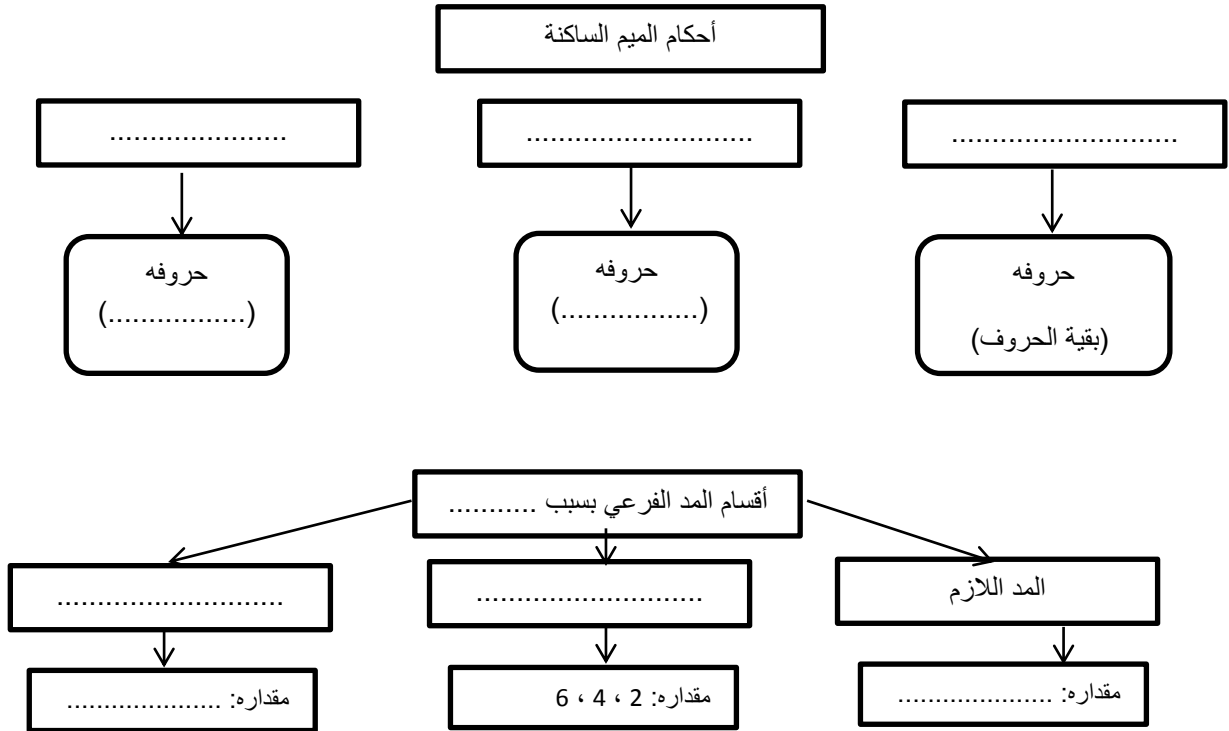 أحكام الميم الساكنة
............................
............................
......................
حروفه
(بقية الحروف)
حروفه
(.................)
حروفه
(.................)
أقسام المد الفرعي بسبب ...........
المد اللازم
............................
............................
مقداره: .....................
مقداره: 2 ، 4 ، 6
مقداره: .....................